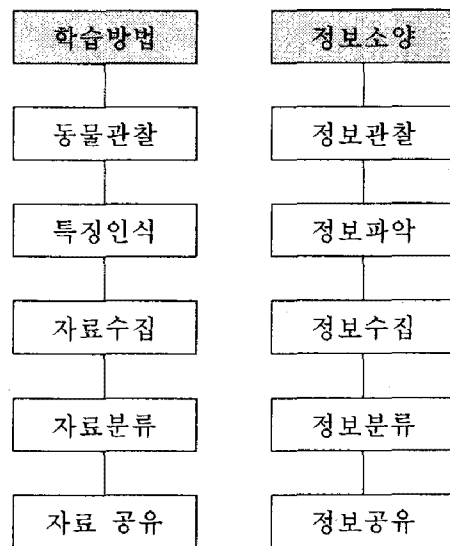 학습방법
동물관찰
특징인식
자료수집
자료분류
자료 공유
정보소양
정보관찰
정보파악
정보수집
정보분류
정보공유